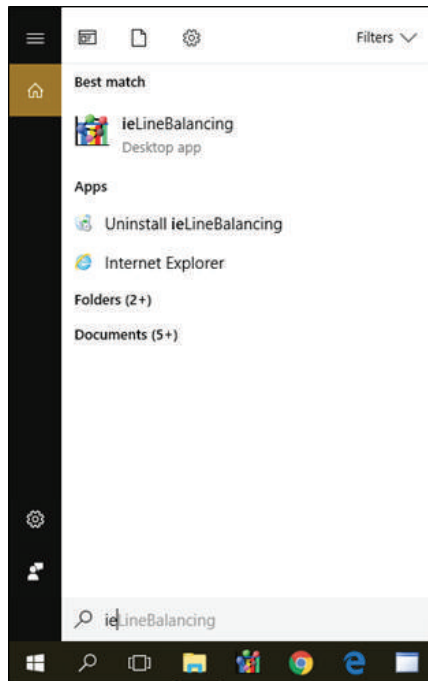 Filters
Best match
ieLineBalancing
Desktop app
Apps
Uninstall ieLineBalancing
Internet Explorer
Folders (2+)
Documents (5+)
ieLineBalancing